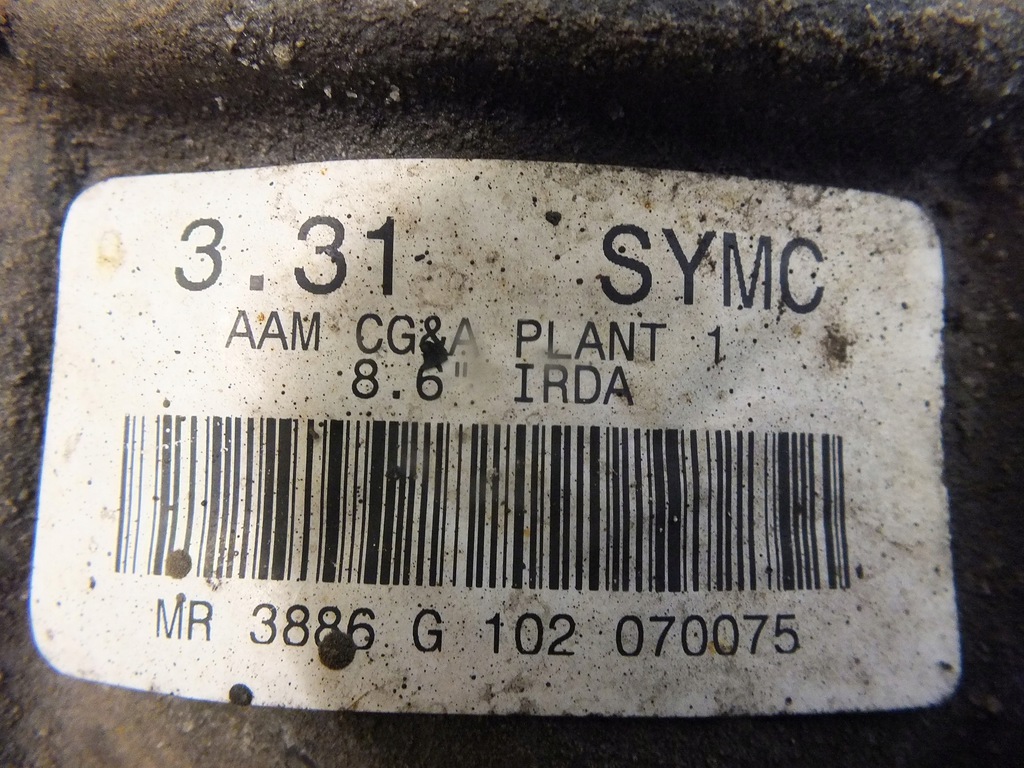 3.31 SYMC
AAM CG&A PLANT 1
8.6" IRDA
MR 3886 G 102 070075